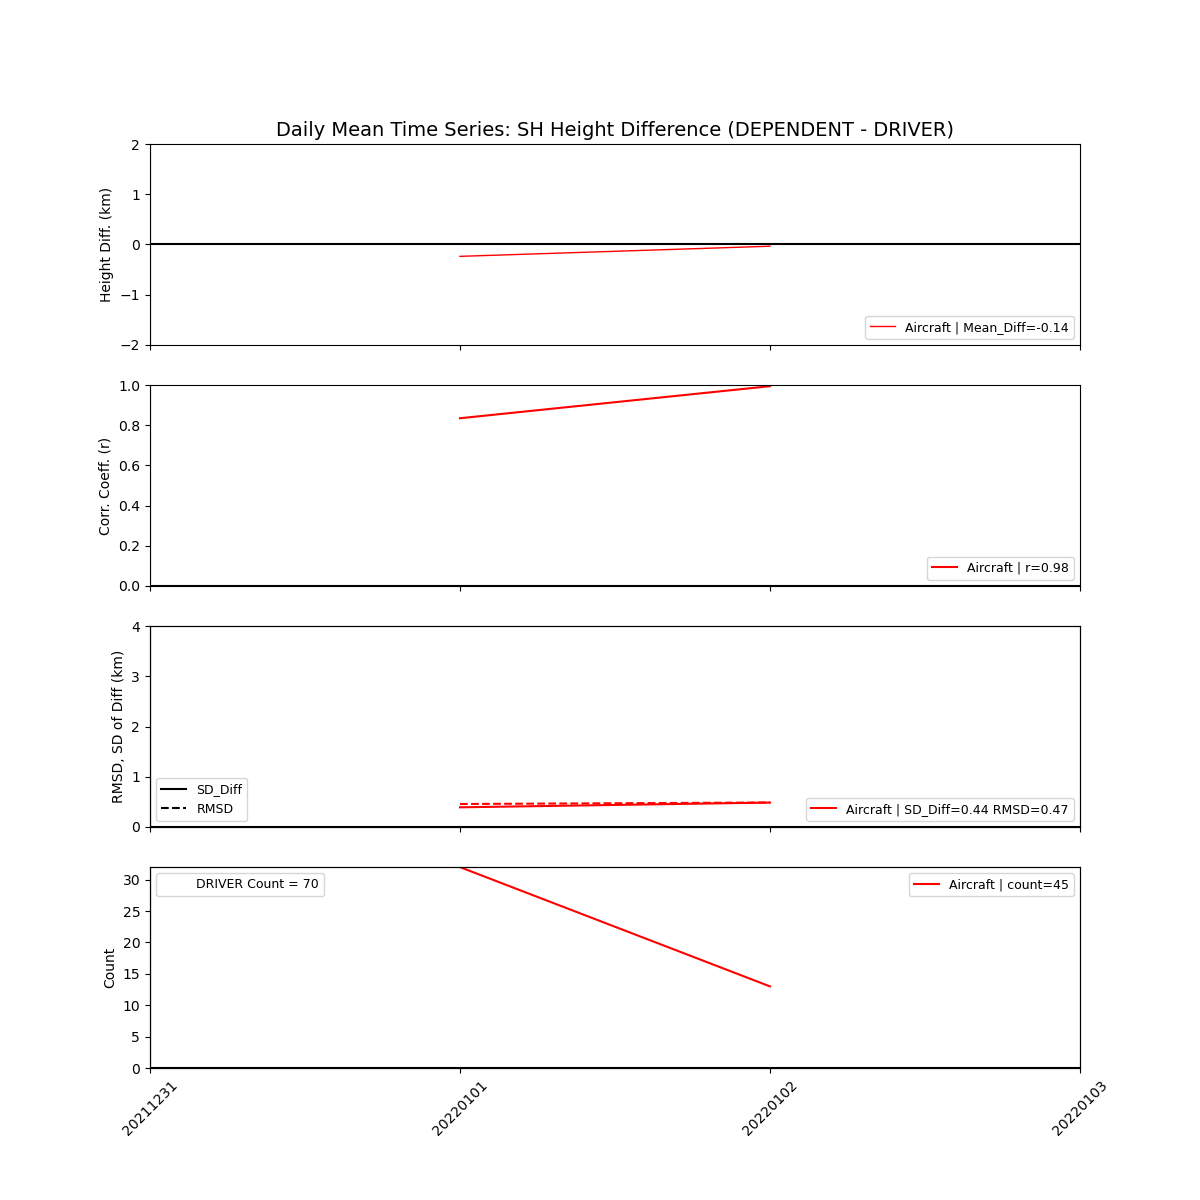 Daily Mean Time Series: SH Height Difference (DEPENDENT - DRIVER)
Height Diff. (km)
2
1
0
−1
−2
Aircraft | Mean_Diff=-0.14
Corr. Coeff. (r)
1.0
0.8
0.6
0.4
0.2
0.0
Aircraft | r=0.98
RMSD, SD of Diff (km)
4
3
2
1
0
SD_Diff
RMSD
Aircraft | SD_Diff=0.44 RMSD=0.47
Count
30
25
20
15
10
5
0
DRIVER Count = 70
Aircraft | count=45
20211231
20220101
20220102
20220103